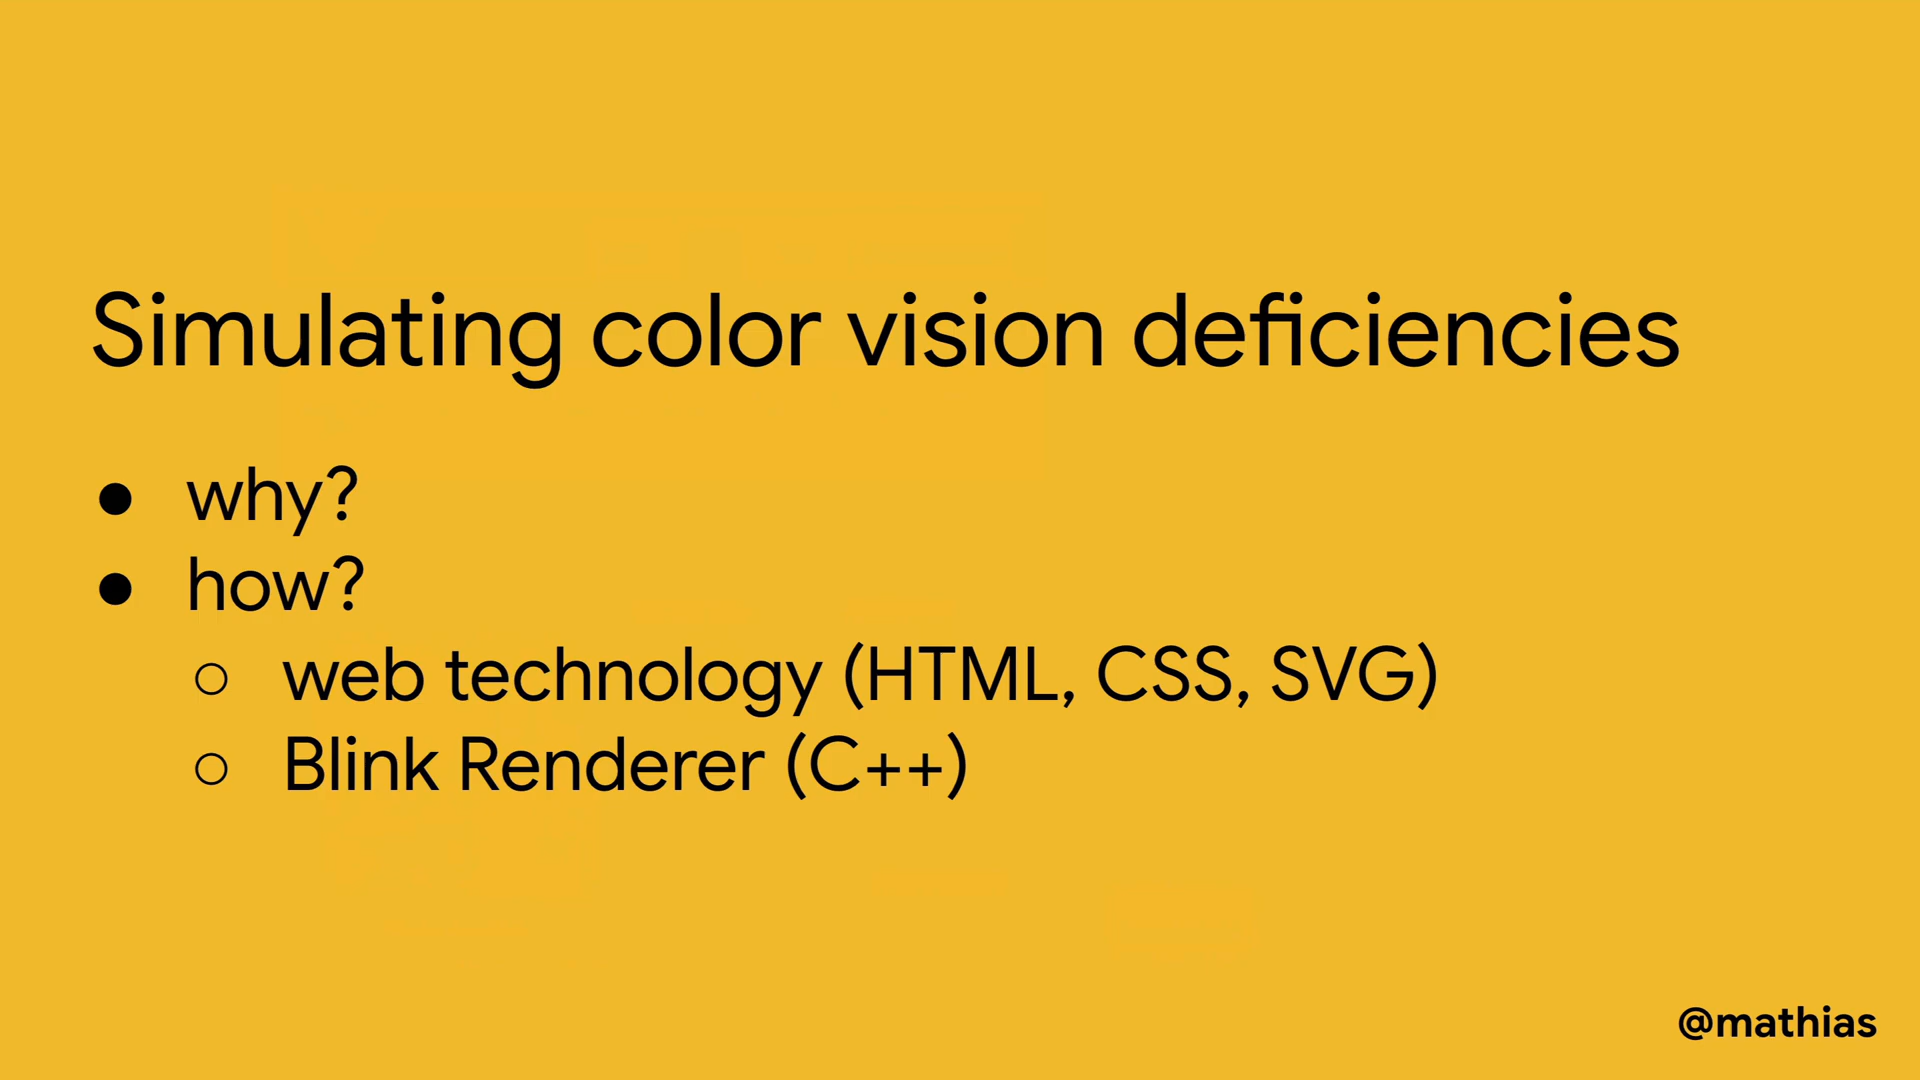 Simulating color vision deficiencies
● why?
● how?
○ web technology (HTML, CSS, SVG)
○ Blink Renderer (C++)
@mathias